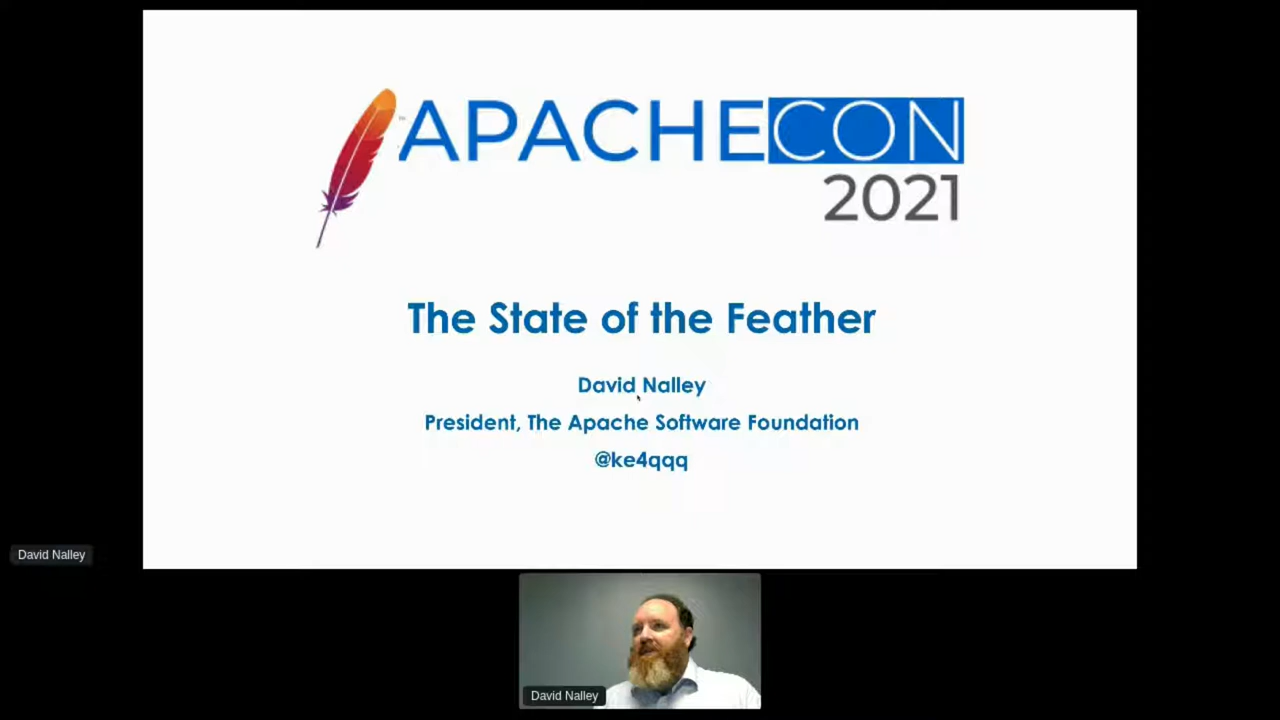 APACHECON
2021
The State of the Feather
David Nalley
President, The Apache Software Foundation
@ke4qqq
David Nalley
David Nalley